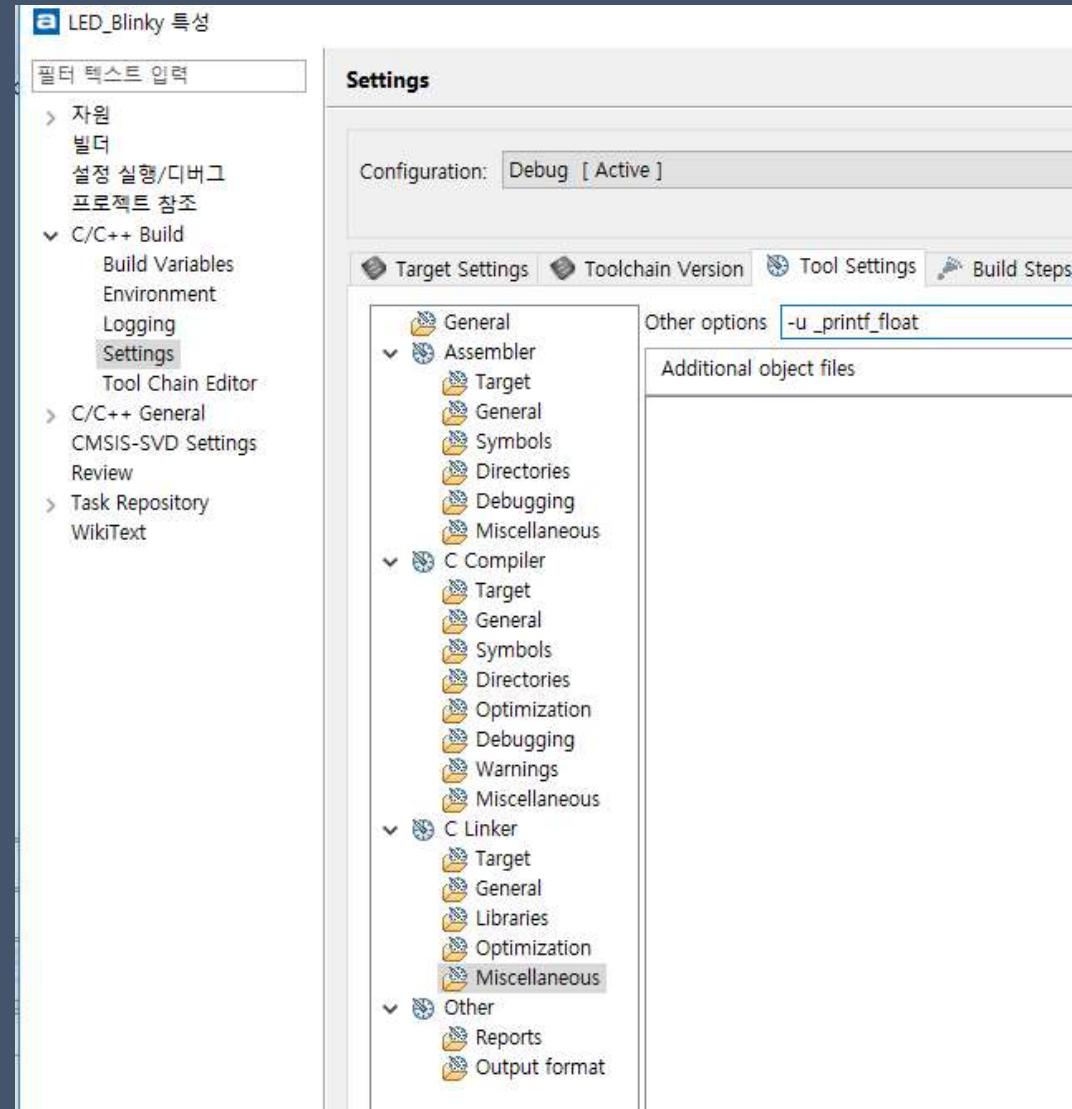 LED_Blinky 특성
필터 텍스트 입력
자원
빌더
설정 실행/디버그
프로젝트 참조
C/C++ Build
Build Variables
Environment
Logging
Settings
Tool Chain Editor
C/C++ General
CMSIS-SVD Settings
Review
Task Repository
WikiText
Settings
Configuration: Debug [ Active ]
Target Settings Toolchain Version Tool Settings Build Steps
General
Assembler
Target
General
Symbols
Directories
Debugging
Miscellaneous
C Compiler
Target
General
Symbols
Directories
Optimization
Debugging
Warnings
Miscellaneous
C Linker
Target
General
Libraries
Optimization
Miscellaneous
Other
Reports
Output format
Other options -u _printf_float
Additional object files